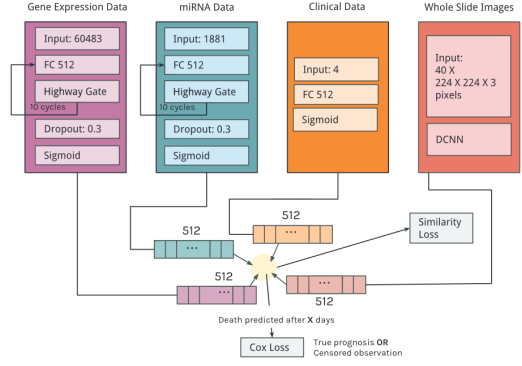 Gene Expression Data
miRNA Data
Clinical Data
Whole Slide Images
Input: 60483
FC 512
Highway Gate
10 cycles
Dropout: 0.3
Sigmoid
Input: 1881
FC 512
Highway Gate
10 cycles
Dropout: 0.3
Sigmoid
Input: 4
FC 512
Sigmoid
Input:
40 X
224 X 224 X 3
pixels
DCNN
512
...
512
...
512
...
...
512
Similarity
Loss
Death predicted after X days
Cox Loss
True prognosis OR
Censored observation